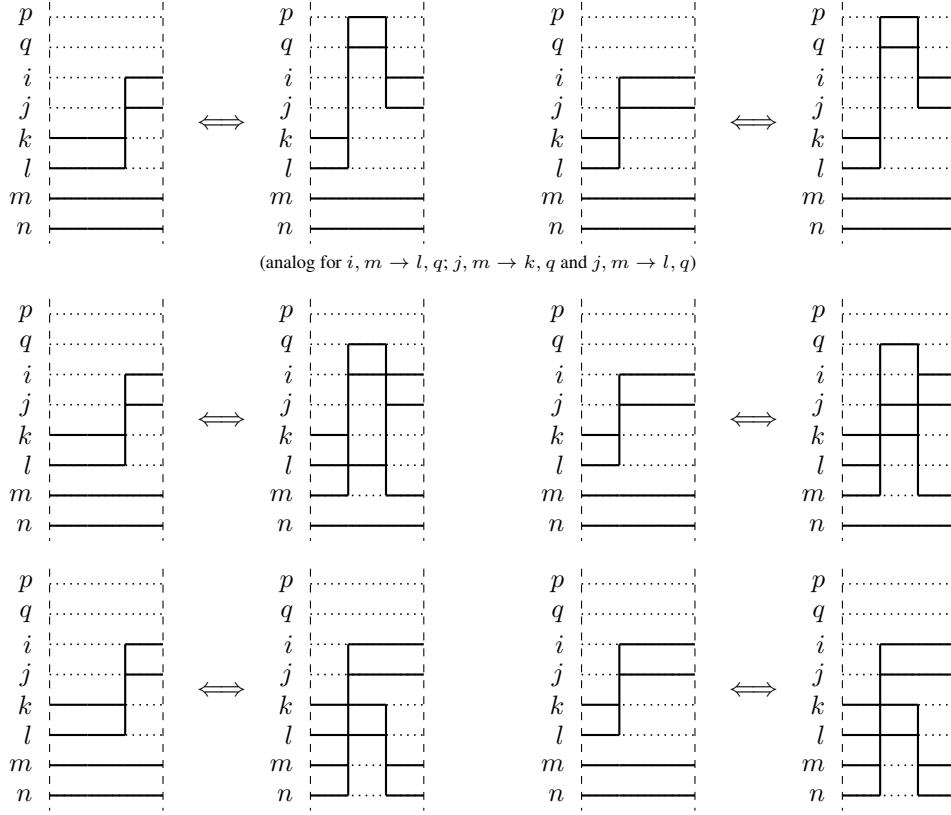 p p p p
q q q q
i i i i
j j j j
⟺ ⟺
k k k k
l l l l
m m m m
n n n n
(analog for i, m → l, q; j, m → k, q and j, m → l, q)
p p p p
q q q q
i i i i
j j j j
⟺ ⟺
k k k k
l l l l
m m m m
n n n n
p p p p
q q q q
i i i i
j j j j
⟺ ⟺
k k k k
l l l l
m m m m
n n n n